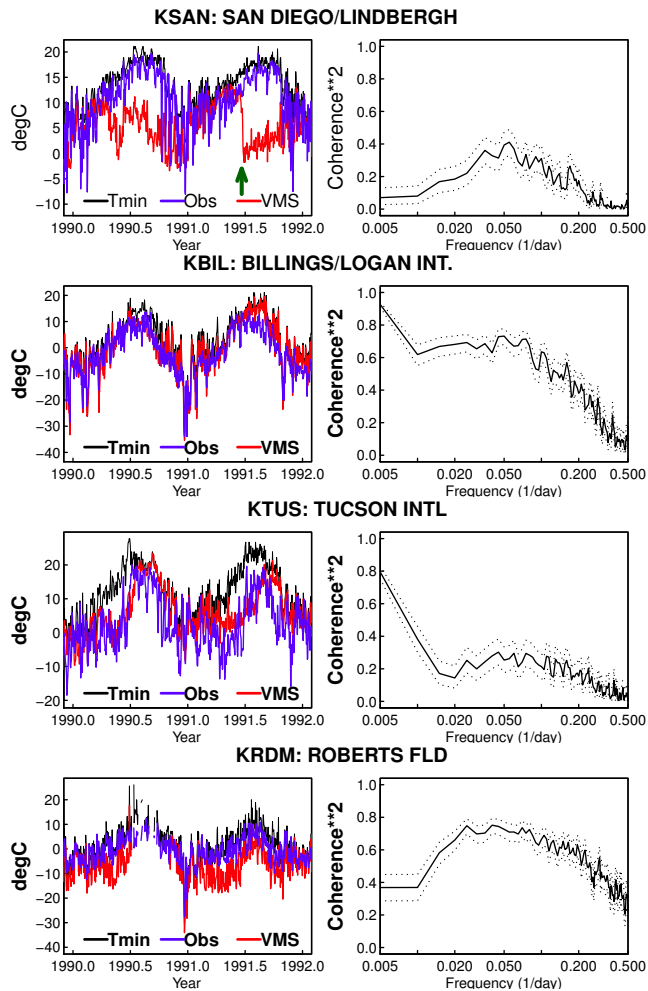 KSAN: SAN DIEGO/LINDBERGH
degC
20
15
10
5
0
−10
Tmin Obs VMS
1990.0 1990.5 1991.0 1991.5 1992.0
Year
Coherence**2
1.0
0.8
0.6
0.4
0.2
0.0
0.005 0.020 0.050 0.200 0.500
Frequency (1/day)
KBIL: BILLINGS/LOGAN INT.
degC
20
10
0
−10
−20
−30
−40
Tmin Obs VMS
1990.0 1990.5 1991.0 1991.5 1992.0
Year
Coherence**2
1.0
0.8
0.6
0.4
0.2
0.0
0.005 0.020 0.050 0.200 0.500
Frequency (1/day)
KTUS: TUCSON INTL
degC
20
10
0
−10
−20
Tmin Obs VMS
1990.0 1990.5 1991.0 1991.5 1992.0
Year
Coherence**2
1.0
0.8
0.6
0.4
0.2
0.0
0.005 0.020 0.050 0.200 0.500
Frequency (1/day)
KRDM: ROBERTS FLD
degC
20
10
0
−10
−20
−30
−40
Tmin Obs VMS
1990.0 1990.5 1991.0 1991.5 1992.0
Year
Coherence**2
1.0
0.8
0.6
0.4
0.2
0.0
0.005 0.020 0.050 0.200 0.500
Frequency (1/day)